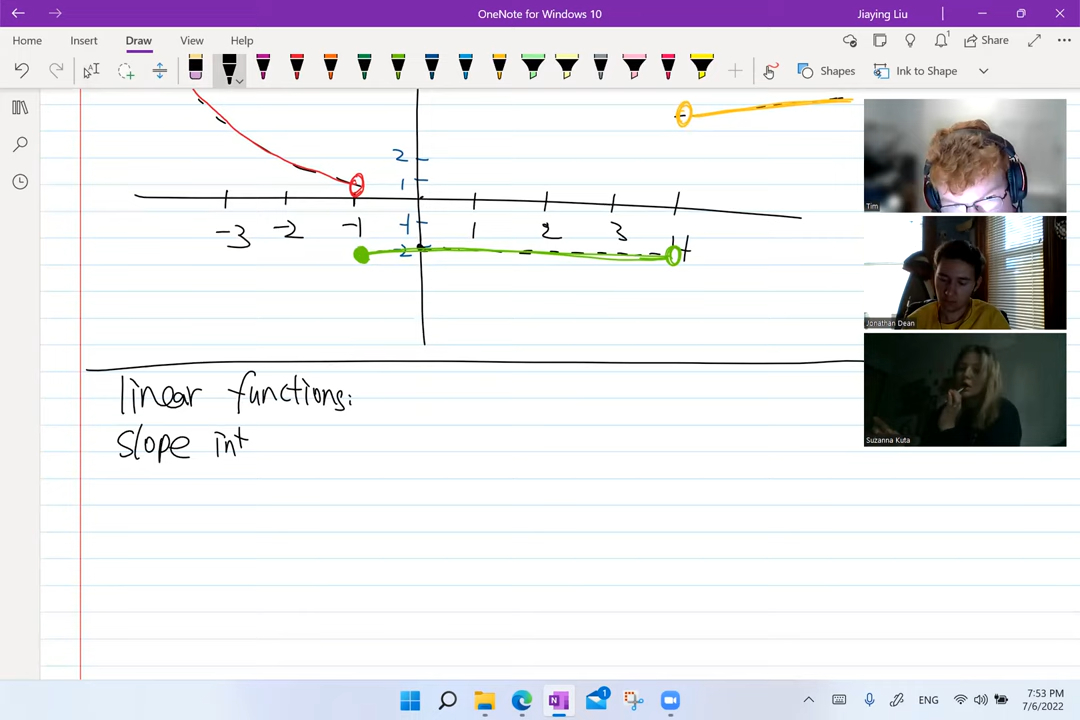 OneNote for Windows 10
Jiaying Liu
Home Insert Draw View Help
Share
Shapes
Ink to Shape
2
1
-3 -2 -1 1 2 3 4
-1
-2
linear functions:
slope int
Tim
Jonathan Dean
Suzanna Kuta
1
ENG
7:53 PM
7/6/2022